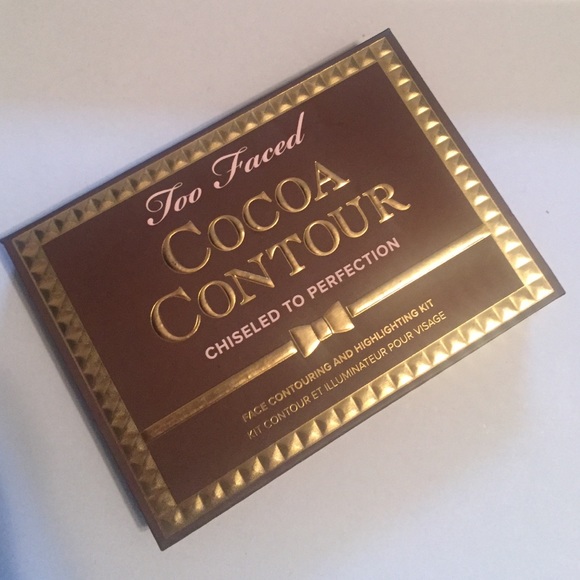 Too Faced
COCOA
CONTOUR
CHISELED TO PERFECTION
FACE CONTOURING AND HIGHLIGHTING KIT
KIT CONTOUR ET ILLUMINATEUR POUR VISAGE